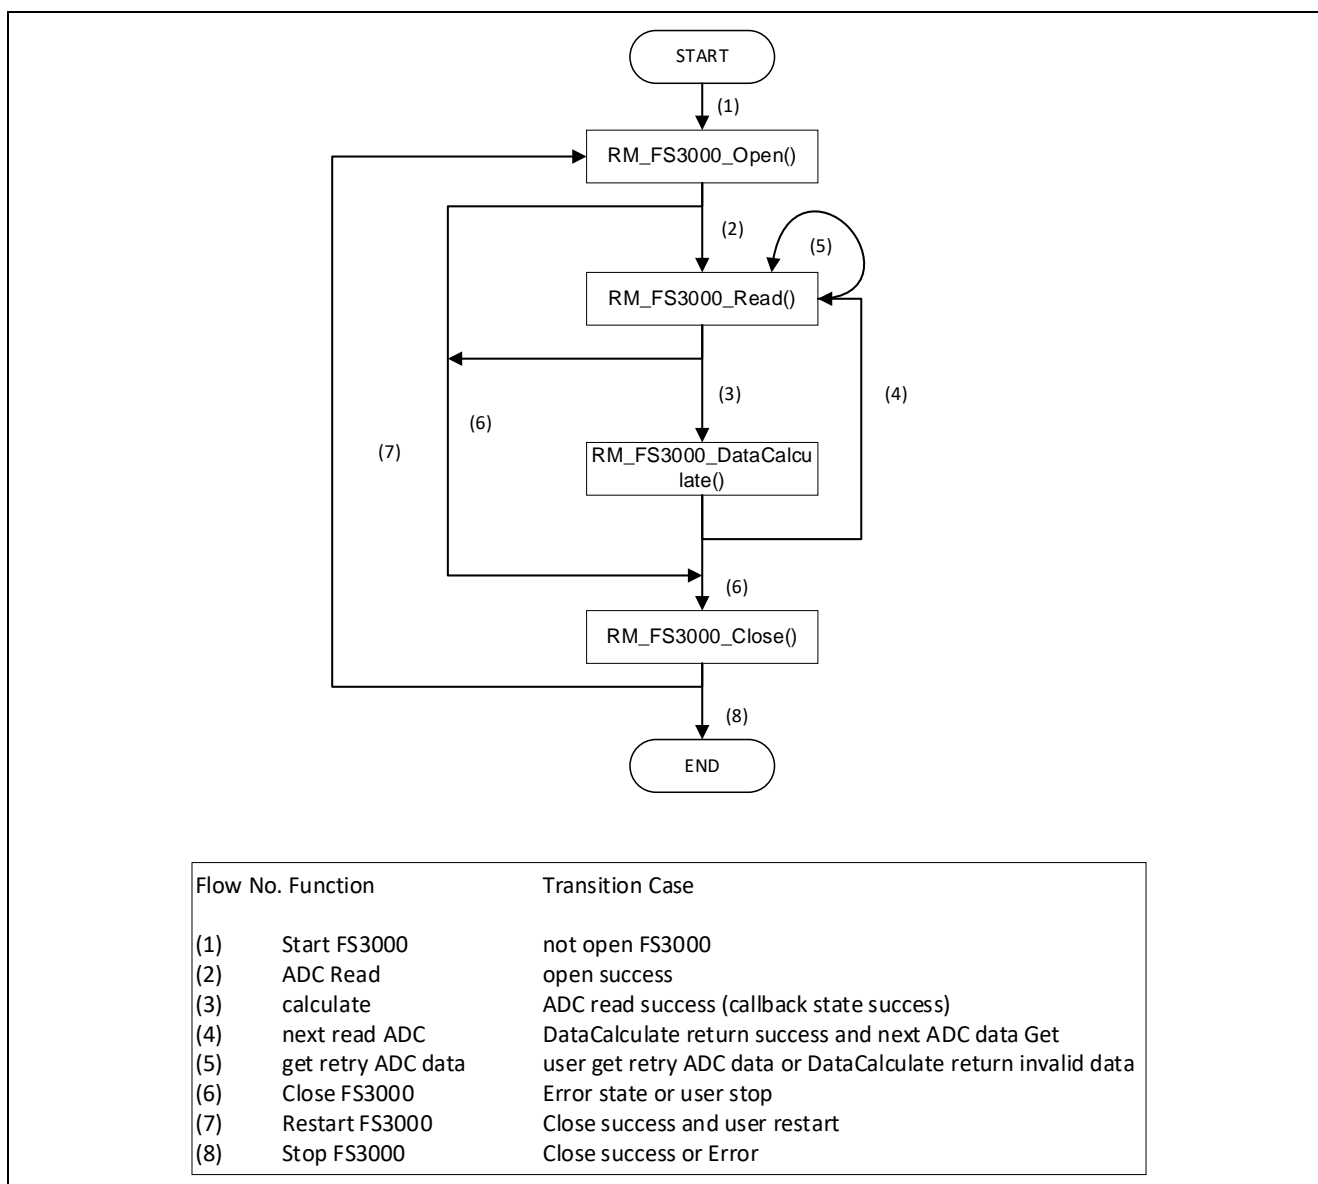 START
(1)
RM_FS3000_Open()
(2)
(5)
RM_FS3000_Read()
(3)
(4)
(6)
(7)
RM_FS3000_DataCalcu
late()
(6)
RM_FS3000_Close()
(8)
END
Flow No. Function Transition Case
(1) Start FS3000 not open FS3000
(2) ADC Read open success
(3) calculate ADC read success (callback state success)
(4) next read ADC DataCalculate return success and next ADC data Get
(5) get retry ADC data user get retry ADC data or DataCalculate return invalid data
(6) Close FS3000 Error state or user stop
(7) Restart FS3000 Close success and user restart
(8) Stop FS3000 Close success or Error